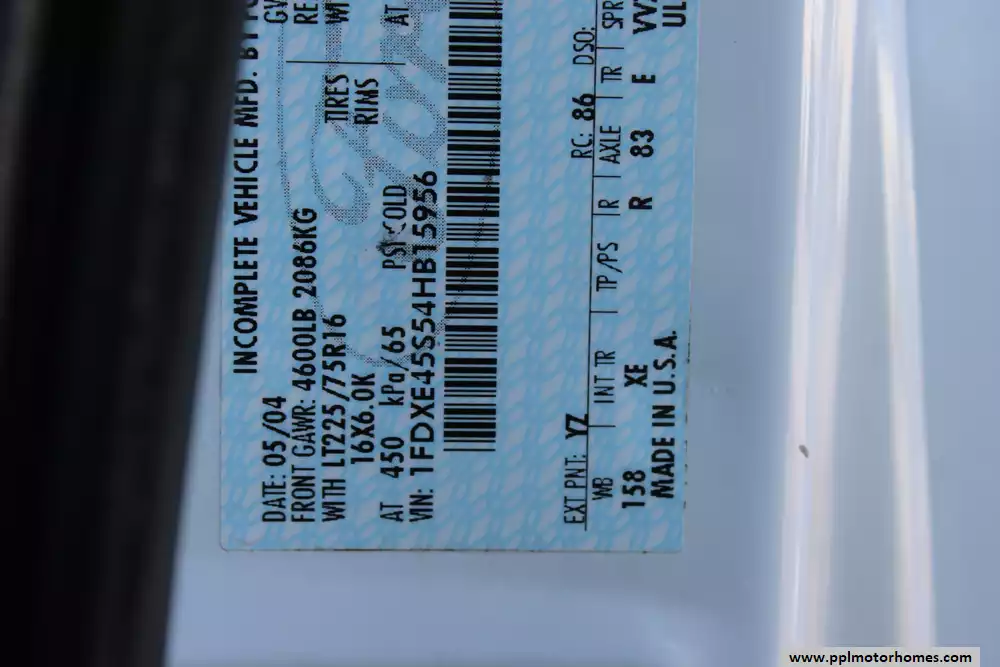 INCOMPLETE VEHICLE MFD. BY
DATE: 05/04
FRONT GAWR: 4600LB 2086KG
WITH LT225/75R16 TIRES
16X6.0K RIMS
AT 450 kPa/65 PSI COLD AT
VIN: 1FDXE45S54HB15956
EXT PNT: YZ RC: 86 DSO:
WB INT TR TP/PS R AXLE TR SPR
158 XE R 83 E
MADE IN U.S.A.
www.pplmotorhomes.com